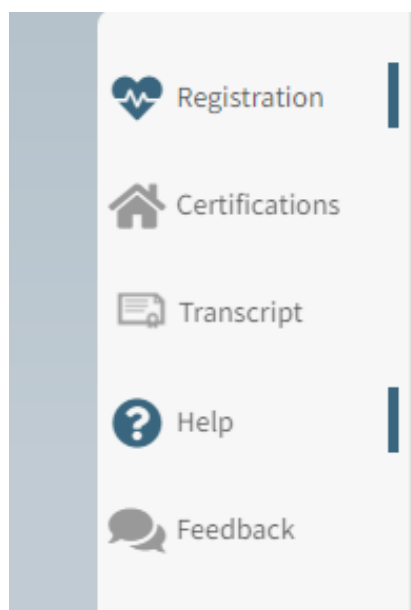 Registration
Certifications
Transcript
Help
Feedback